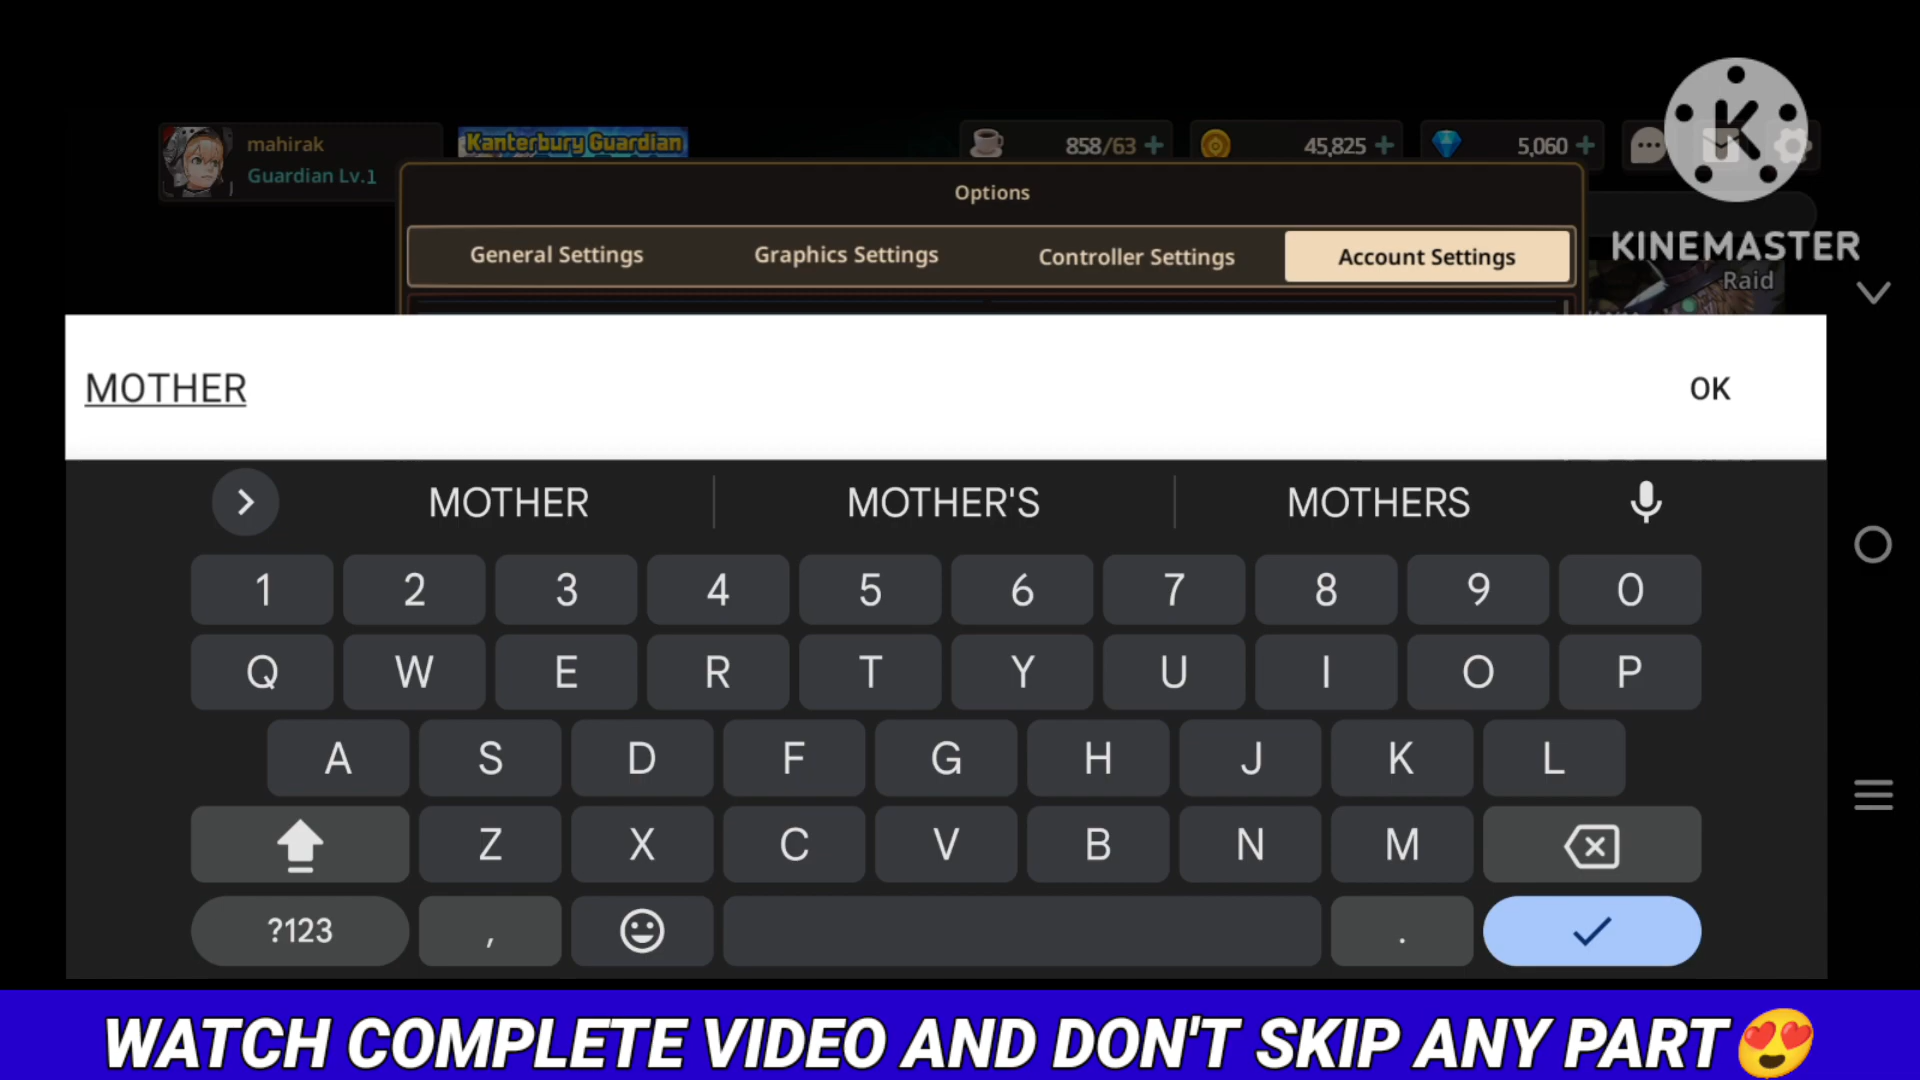 mahirak
Guardian Lv.1
Kanterbury Guardian
858/63
45,825
5,060
K
KINEMASTER
Raid
Options
General Settings
Graphics Settings
Controller Settings
Account Settings
MOTHER
OK
MOTHER
MOTHER'S
MOTHERS
1 2 3 4 5 6 7 8 9 0
Q W E R T Y U I O P
A S D F G H J K L
Z X C V B N M
?123 , .
WATCH COMPLETE VIDEO AND DON'T SKIP ANY PART😍